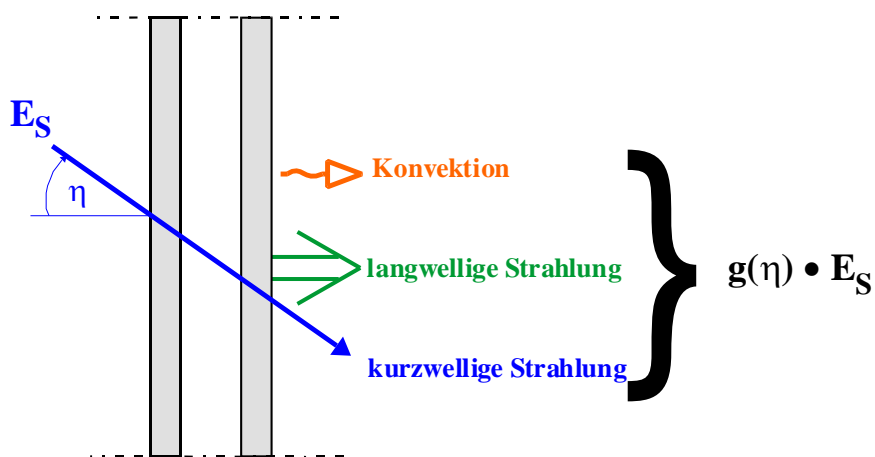 E_S
η
Konvektion
langwellige Strahlung
kurzwellige Strahlung
g(η) • E_S